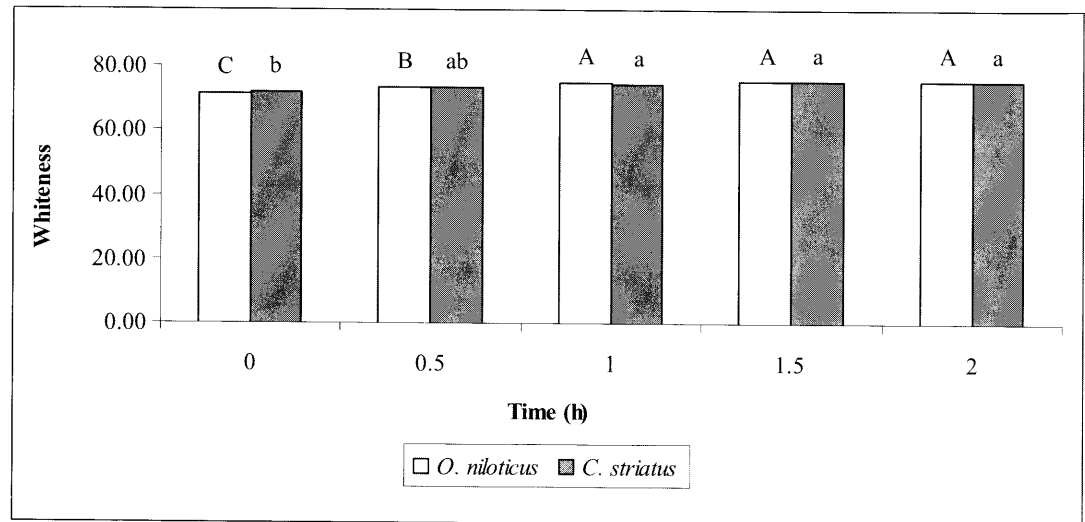 80.00
60.00
40.00
20.00
0.00
Whiteness
C b B ab A a A a A a
0 0.5 1 1.5 2
Time (h)
O. niloticus C. striatus